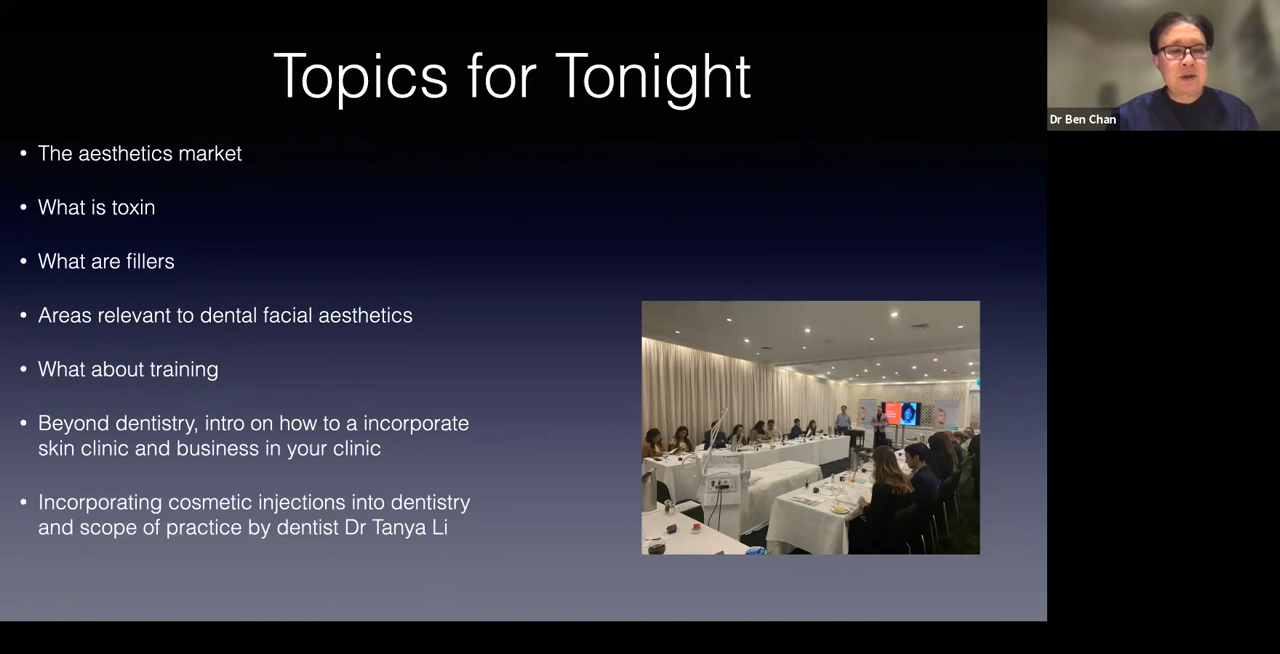 Topics for Tonight
Dr Ben Chan
• The aesthetics market
• What is toxin
• What are fillers
• Areas relevant to dental facial aesthetics
• What about training
• Beyond dentistry, intro on how to a incorporate
skin clinic and business in your clinic
• Incorporating cosmetic injections into dentistry
and scope of practice by dentist Dr Tanya Li